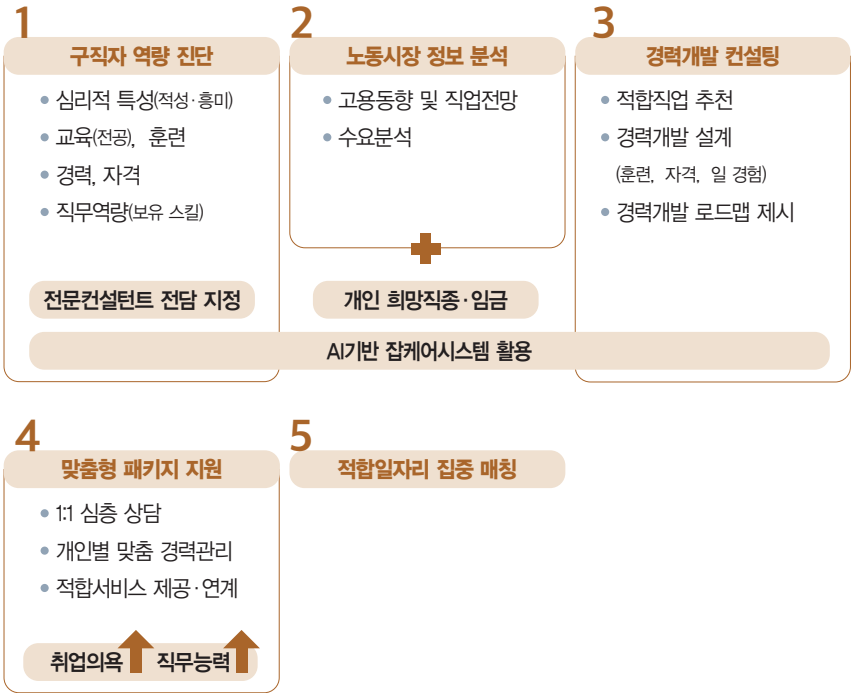 1
구직자 역량 진단
• 심리적 특성(적성·흥미)
• 교육(전공), 훈련
• 경력, 자격
• 직무역량(보유 스킬)
전문컨설턴트 전담 지정
2
노동시장 정보 분석
• 고용동향 및 직업전망
• 수요분석
개인 희망직종·임금
3
경력개발 컨설팅
• 적합직업 추천
• 경력개발 설계
(훈련, 자격, 일 경험)
• 경력개발 로드맵 제시
AI기반 잡케어시스템 활용
4
맞춤형 패키지 지원
• 1:1 심층 상담
• 개인별 맞춤 경력관리
• 적합서비스 제공·연계
취업의욕 직무능력
5
적합일자리 집중 매칭